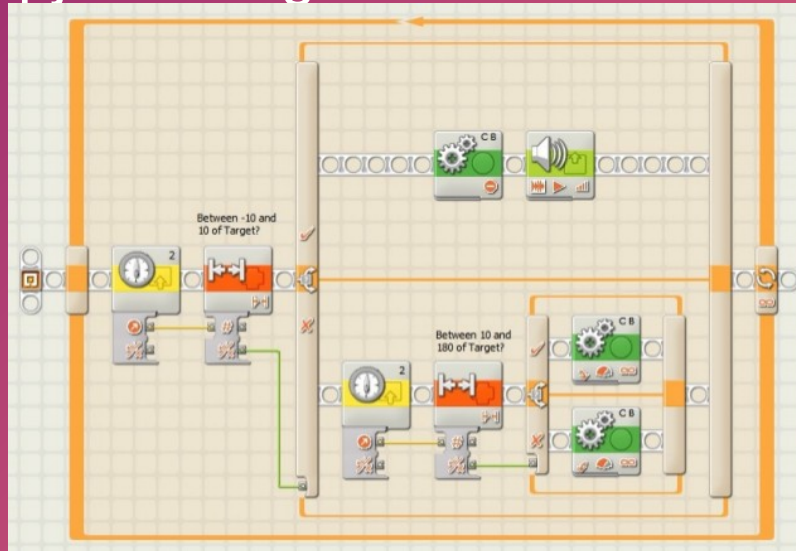 C B
Between -10 and
10 of Target?
2
#
Between 10 and
180 of Target?
C B
2
#
C B